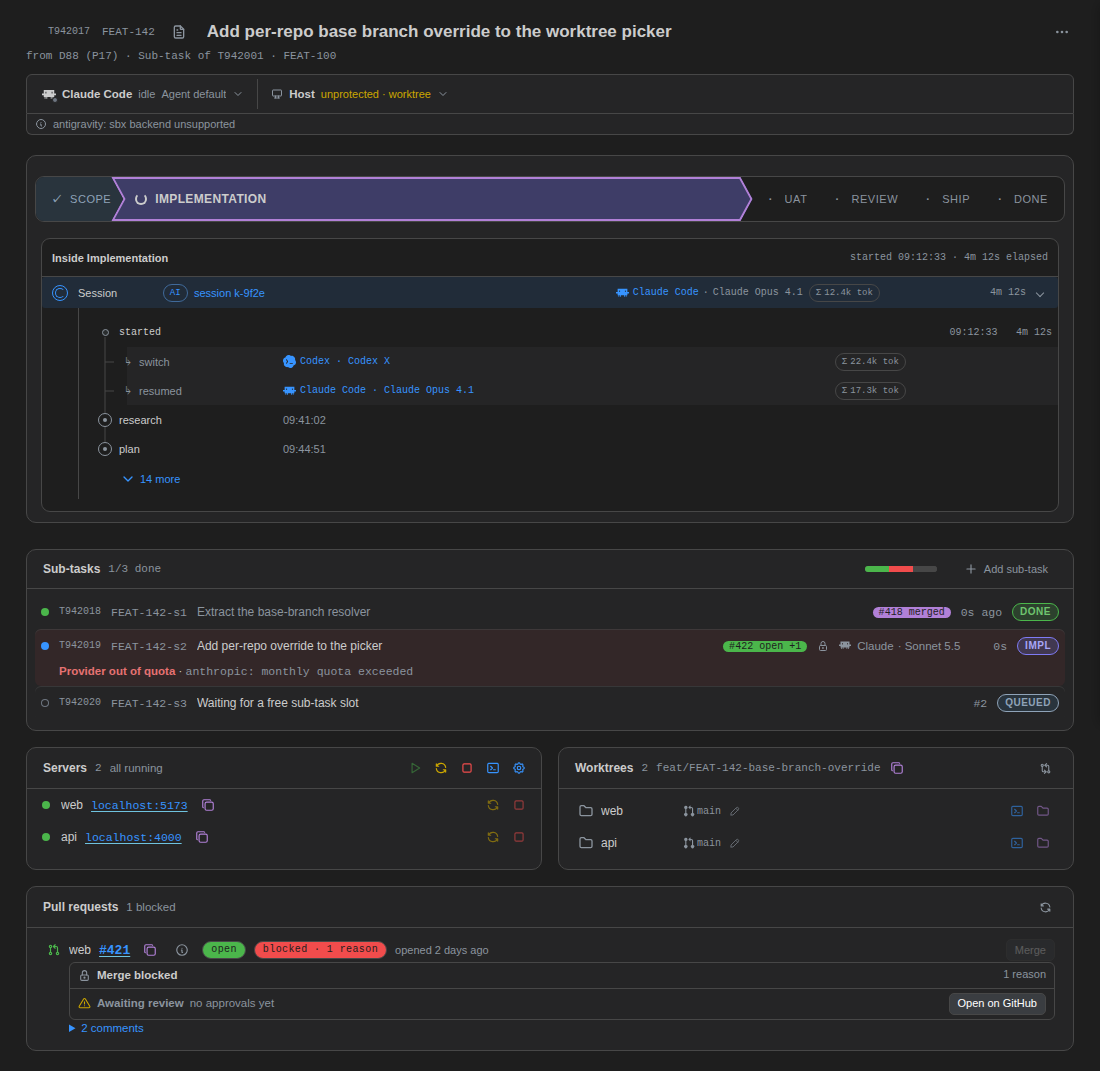 T942017 FEAT-142 Add per-repo base branch override to the worktree picker
from D88 (P17) · Sub-task of T942001 · FEAT-100
Claude Code idle Agent default Host unprotected · worktree
antigravity: sbx backend unsupported
SCOPE IMPLEMENTATION · UAT · REVIEW · SHIP · DONE
Inside Implementation started 09:12:33 · 4m 12s elapsed
Session AI session k-9f2e Claude Code · Claude Opus 4.1 Σ 12.4k tok 4m 12s
started 09:12:33 4m 12s
↳ switch Codex · Codex X Σ 22.4k tok
↳ resumed Claude Code · Claude Opus 4.1 Σ 17.3k tok
research 09:41:02
plan 09:44:51
14 more
Sub-tasks 1/3 done Add sub-task
T942018 FEAT-142-s1 Extract the base-branch resolver #418 merged 0s ago DONE
T942019 FEAT-142-s2 Add per-repo override to the picker #422 open +1 Claude · Sonnet 5.5 0s IMPL
Provider out of quota · anthropic: monthly quota exceeded
T942020 FEAT-142-s3 Waiting for a free sub-task slot #2 QUEUED
Servers 2 all running
web localhost:5173
api localhost:4000
Worktrees 2 feat/FEAT-142-base-branch-override
web main
api main
Pull requests 1 blocked
web #421 open blocked · 1 reason opened 2 days ago Merge
Merge blocked 1 reason
Awaiting review no approvals yet Open on GitHub
2 comments